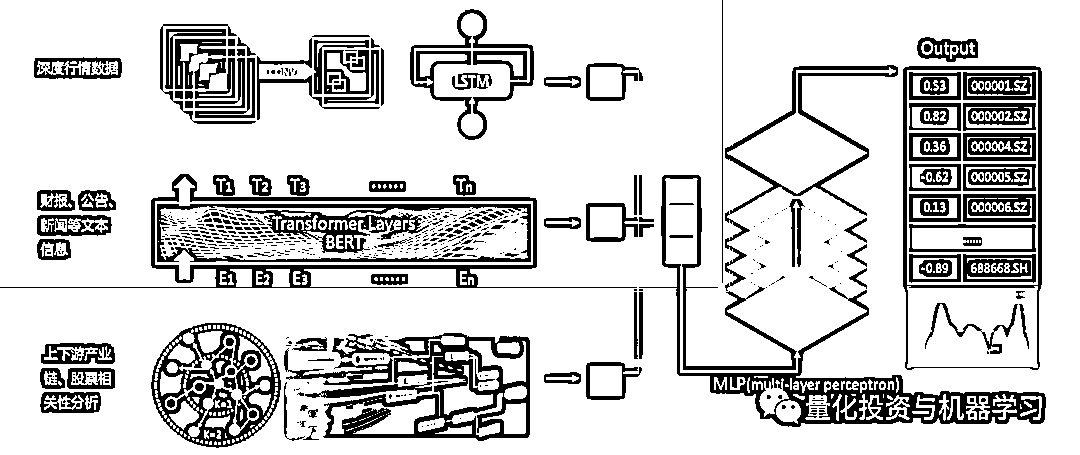 深度行情数据
CONV
LSTM
财报、公告、
新闻等文本
信息
T1 T2 T3 ...... Tn
Transformer Layers
BERT
E1 E2 E3 ...... En
上下游产业
链、股票相
关性分析
MLP(multi-layer perceptron)
Output
0.53 000001.SZ
0.82 000002.SZ
0.36 000004.SZ
-0.62 000005.SZ
0.13 000006.SZ
......
-0.89 688668.SH
量化投资与机器学习